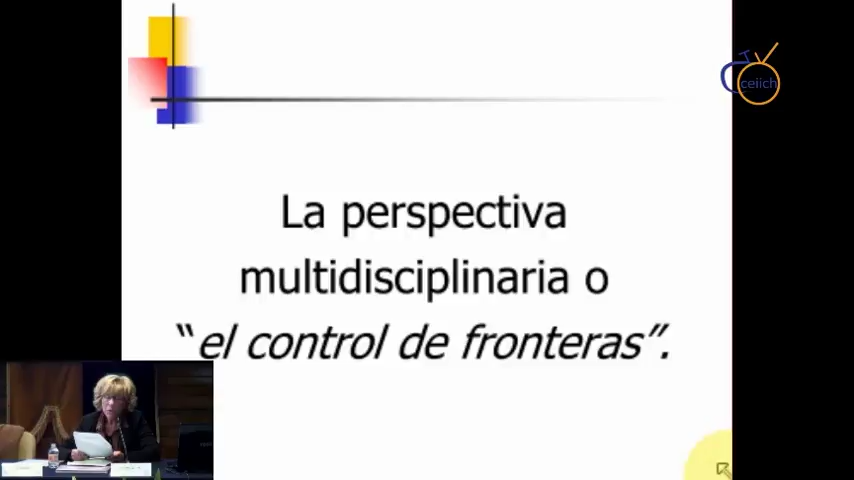 ceiich
La perspectiva
multidisciplinaria o
“el control de fronteras”.